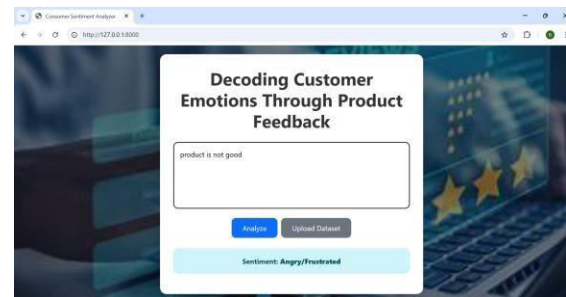 Consumer Sentiment Analyzer
http://127.0.0.1:8000
Decoding Customer
Emotions Through Product
Feedback
product is not good
Analyze
Upload Dataset
Sentiment: Angry/Frustrated